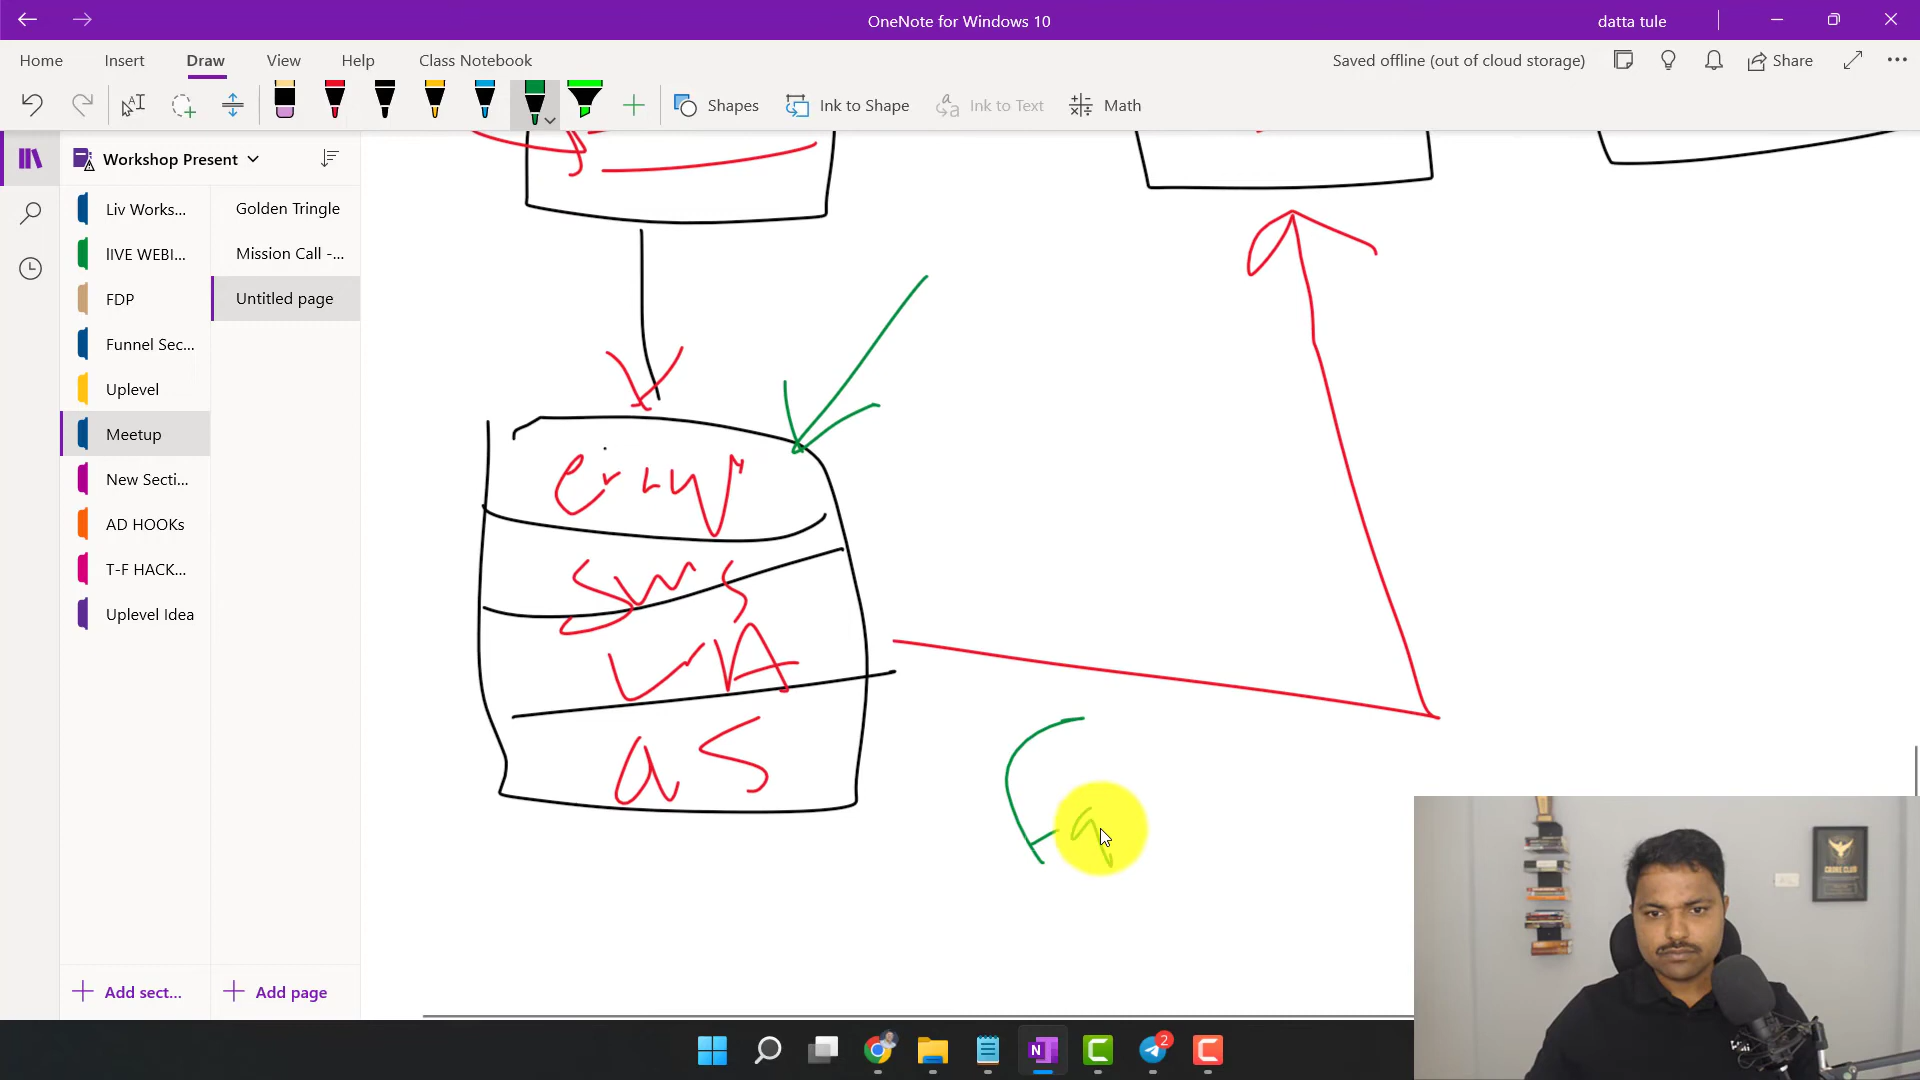 OneNote for Windows 10
datta tule
Home Insert Draw View Help Class Notebook
Saved offline (out of cloud storage)
Share
Shapes
Ink to Shape
Ink to Text
Math
Workshop Present
Liv Works...
lIVE WEBI...
FDP
Funnel Sec...
Uplevel
Meetup
New Secti...
AD HOOKs
T-F HACK...
Uplevel Idea
Golden Tringle
Mission Call -...
Untitled page
sms
WA
as
Add sect...
Add page
2